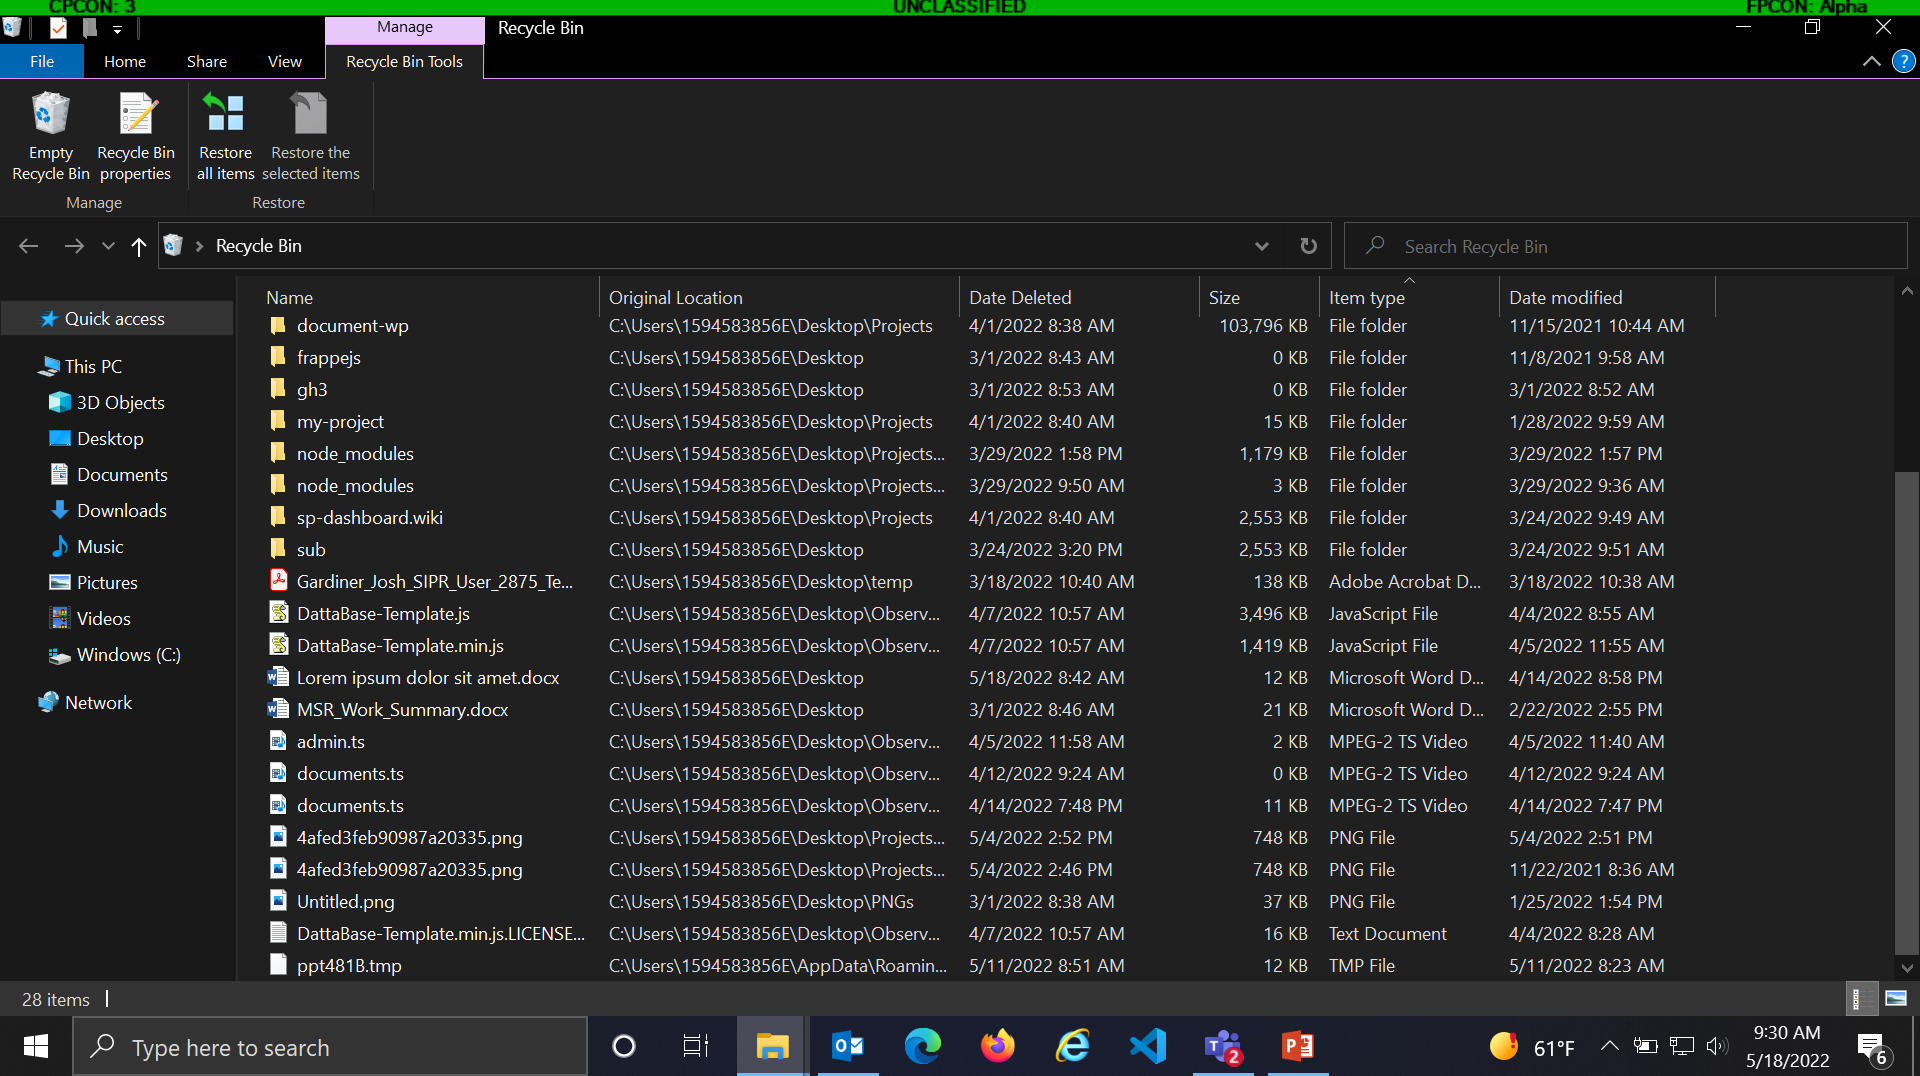 CPCON: 3 UNCLASSIFIED FPCON: Alpha
Manage Recycle Bin
File Home Share View Recycle Bin Tools
Empty Recycle Bin
Recycle Bin properties
Restore all items
Restore the selected items
Manage Restore
Recycle Bin Search Recycle Bin
Quick access
This PC
3D Objects
Desktop
Documents
Downloads
Music
Pictures
Videos
Windows (C:)
Network
Name Original Location Date Deleted Size Item type Date modified
document-wp C:\Users\1594583856E\Desktop\Projects 4/1/2022 8:38 AM 103,796 KB File folder 11/15/2021 10:44 AM
frappejs C:\Users\1594583856E\Desktop 3/1/2022 8:43 AM 0 KB File folder 11/8/2021 9:58 AM
gh3 C:\Users\1594583856E\Desktop 3/1/2022 8:53 AM 0 KB File folder 3/1/2022 8:52 AM
my-project C:\Users\1594583856E\Desktop\Projects 4/1/2022 8:40 AM 15 KB File folder 1/28/2022 9:59 AM
node_modules C:\Users\1594583856E\Desktop\Projects... 3/29/2022 1:58 PM 1,179 KB File folder 3/29/2022 1:57 PM
node_modules C:\Users\1594583856E\Desktop\Projects... 3/29/2022 9:50 AM 3 KB File folder 3/29/2022 9:36 AM
sp-dashboard.wiki C:\Users\1594583856E\Desktop\Projects 4/1/2022 8:40 AM 2,553 KB File folder 3/24/2022 9:49 AM
sub C:\Users\1594583856E\Desktop 3/24/2022 3:20 PM 2,553 KB File folder 3/24/2022 9:51 AM
Gardiner_Josh_SIPR_User_2875_Te... C:\Users\1594583856E\Desktop\temp 3/18/2022 10:40 AM 138 KB Adobe Acrobat D... 3/18/2022 10:38 AM
DattaBase-Template.js C:\Users\1594583856E\Desktop\Observ... 4/7/2022 10:57 AM 3,496 KB JavaScript File 4/4/2022 8:55 AM
DattaBase-Template.min.js C:\Users\1594583856E\Desktop\Observ... 4/7/2022 10:57 AM 1,419 KB JavaScript File 4/5/2022 11:55 AM
Lorem ipsum dolor sit amet.docx C:\Users\1594583856E\Desktop 5/18/2022 8:42 AM 12 KB Microsoft Word D... 4/14/2022 8:58 PM
MSR_Work_Summary.docx C:\Users\1594583856E\Desktop 3/1/2022 8:46 AM 21 KB Microsoft Word D... 2/22/2022 2:55 PM
admin.ts C:\Users\1594583856E\Desktop\Observ... 4/5/2022 11:58 AM 2 KB MPEG-2 TS Video 4/5/2022 11:40 AM
documents.ts C:\Users\1594583856E\Desktop\Observ... 4/12/2022 9:24 AM 0 KB MPEG-2 TS Video 4/12/2022 9:24 AM
documents.ts C:\Users\1594583856E\Desktop\Observ... 4/14/2022 7:48 PM 11 KB MPEG-2 TS Video 4/14/2022 7:47 PM
4afed3feb90987a20335.png C:\Users\1594583856E\Desktop\Projects... 5/4/2022 2:52 PM 748 KB PNG File 5/4/2022 2:51 PM
4afed3feb90987a20335.png C:\Users\1594583856E\Desktop\Projects... 5/4/2022 2:46 PM 748 KB PNG File 11/22/2021 8:36 AM
Untitled.png C:\Users\1594583856E\Desktop\PNGs 3/1/2022 8:38 AM 37 KB PNG File 1/25/2022 1:54 PM
DattaBase-Template.min.js.LICENSE... C:\Users\1594583856E\Desktop\Observ... 4/7/2022 10:57 AM 16 KB Text Document 4/4/2022 8:28 AM
ppt481B.tmp C:\Users\1594583856E\AppData\Roamin... 5/11/2022 8:51 AM 12 KB TMP File 5/11/2022 8:23 AM
28 items
Type here to search 2 61°F 9:30 AM
5/18/2022 6